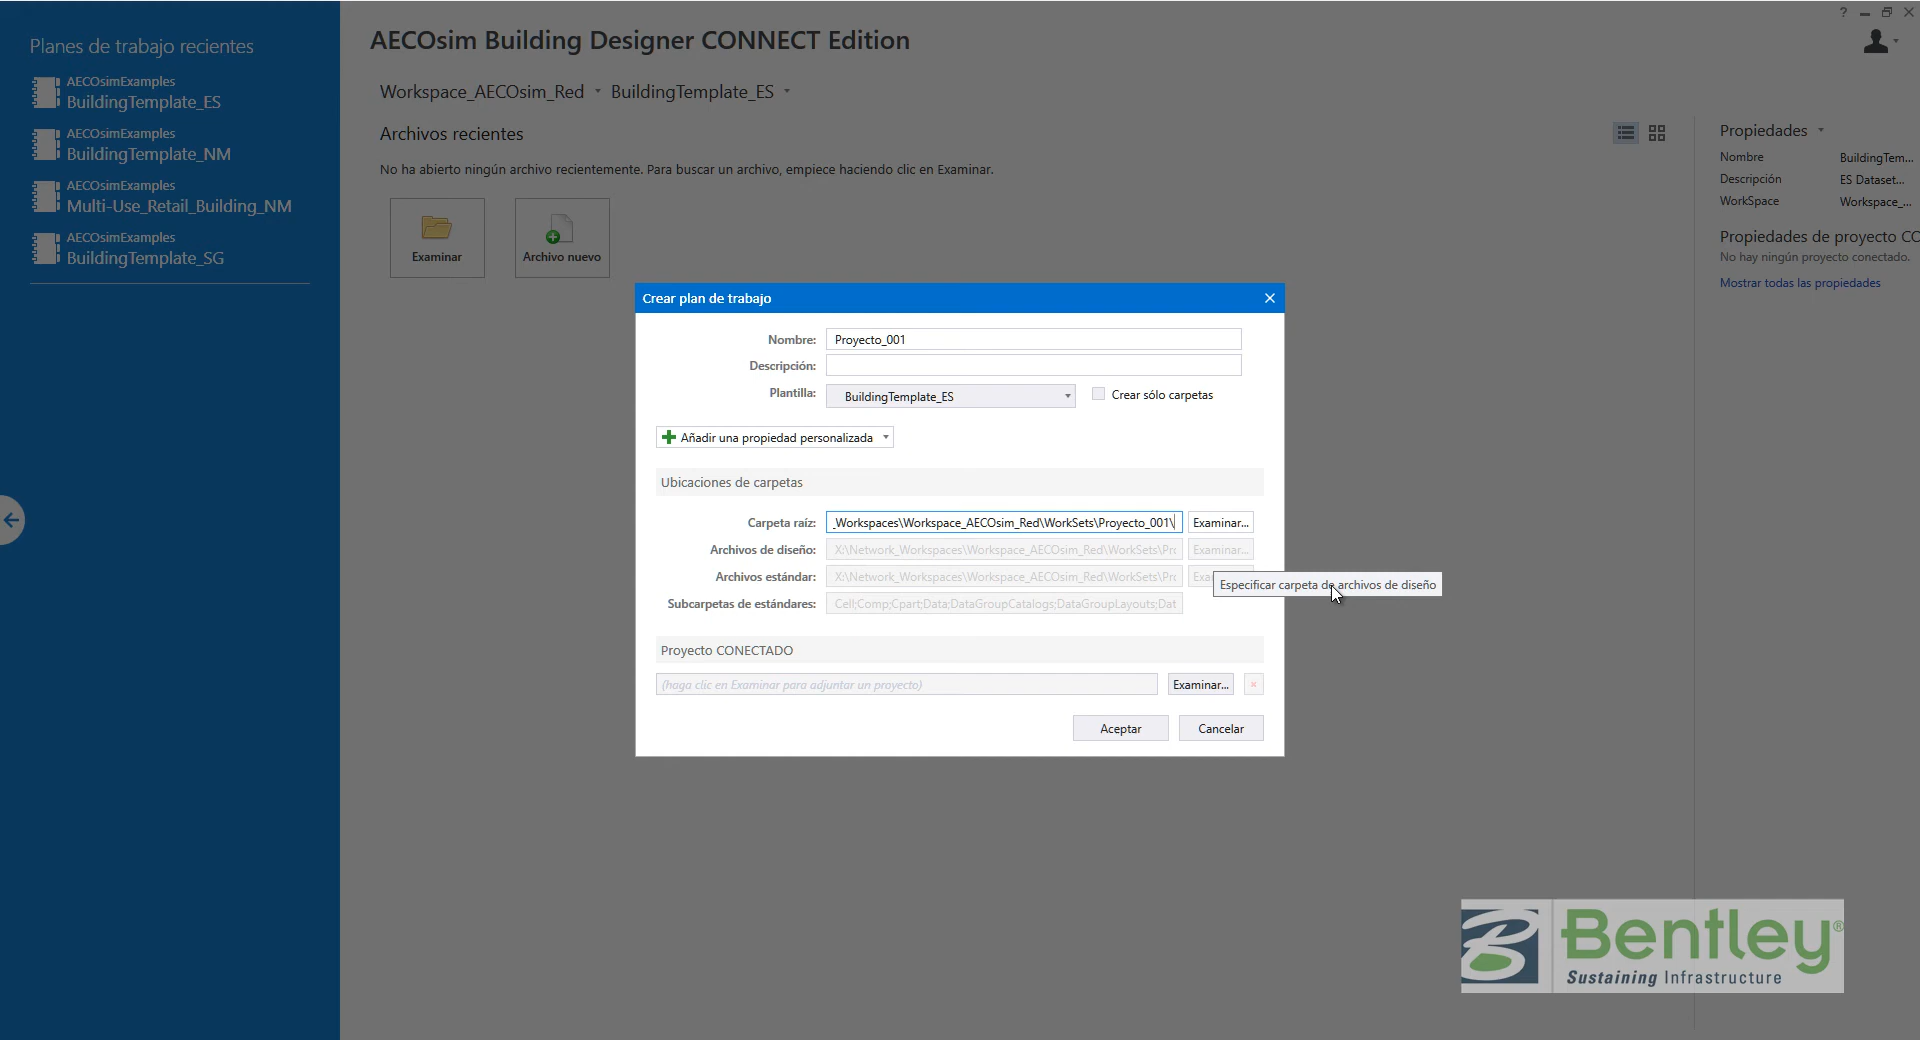 Planes de trabajo recientes
AECOsimExamples
BuildingTemplate_ES
AECOsimExamples
BuildingTemplate_NM
AECOsimExamples
Multi-Use_Retail_Building_NM
AECOsimExamples
BuildingTemplate_SG
AECOsim Building Designer CONNECT Edition
?
Workspace_AECOsim_Red BuildingTemplate_ES
Archivos recientes
No ha abierto ningún archivo recientemente. Para buscar un archivo, empiece haciendo clic en Examinar.
Examinar
Archivo nuevo
Propiedades
Nombre BuildingTem...
Descripción ES Dataset...
WorkSpace Workspace_...
Propiedades de proyecto CO
No hay ningún proyecto conectado.
Mostrar todas las propiedades
Crear plan de trabajo
Nombre: Proyecto_001
Descripción:
Plantilla: BuildingTemplate_ES Crear sólo carpetas
Añadir una propiedad personalizada
Ubicaciones de carpetas
Carpeta raíz: _Workspaces\Workspace_AECOsim_Red\WorkSets\Proyecto_001\ Examinar...
Archivos de diseño: X:\Network_Workspaces\Workspace_AECOsim_Red\WorkSets\Pro Examinar...
Archivos estándar: X:\Network_Workspaces\Workspace_AECOsim_Red\WorkSets\Pro Exa
Especificar carpeta de archivos de diseño
Subcarpetas de estándares: Cell;Comp;Cpart;Data;DataGroupCatalogs;DataGroupLayouts;Dat
Proyecto CONECTADO
(haga clic en Examinar para adjuntar un proyecto) Examinar...
Aceptar Cancelar
Bentley®
Sustaining Infrastructure